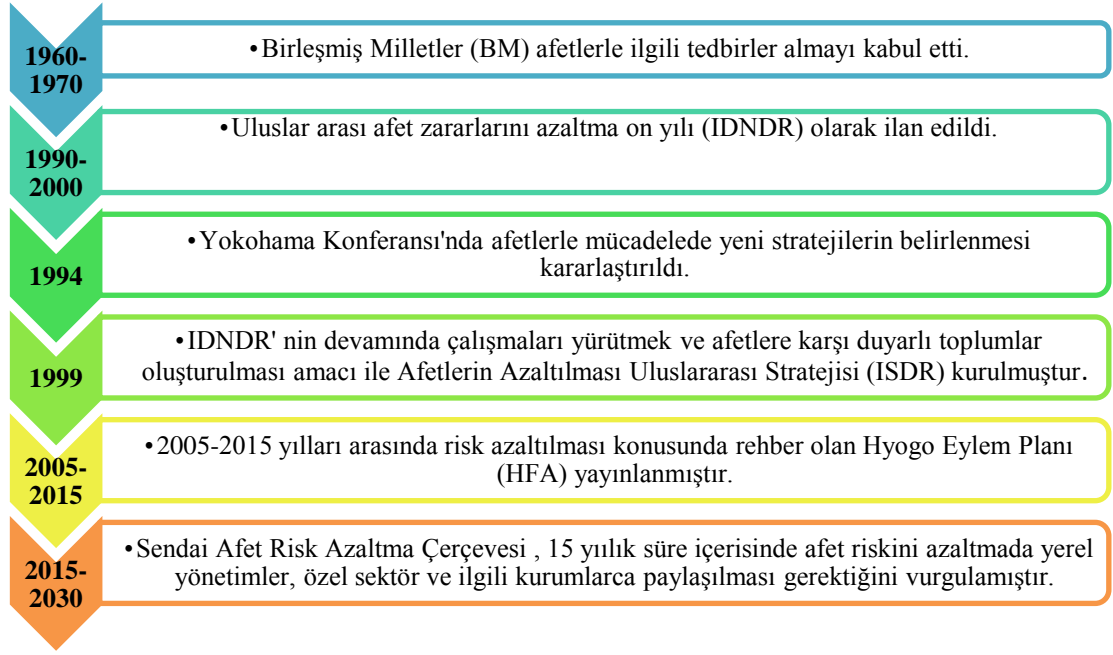 1960-
1970
•Birleşmiş Milletler (BM) afetlerle ilgili tedbirler almayı kabul etti.
1990-
2000
•Uluslar arası afet zararlarını azaltma on yılı (IDNDR) olarak ilan edildi.
1994
•Yokohama Konferansı'nda afetlerle mücadelede yeni stratejilerin belirlenmesi
kararlaştırıldı.
1999
•IDNDR' nin devamında çalışmaları yürütmek ve afetlere karşı duyarlı toplumlar
oluşturulması amacı ile Afetlerin Azaltılması Uluslararası Stratejisi (ISDR) kurulmuştur.
2005-
2015
•2005-2015 yılları arasında risk azaltılması konusunda rehber olan Hyogo Eylem Planı
(HFA) yayınlanmıştır.
2015-
2030
•Sendai Afet Risk Azaltma Çerçevesi , 15 yıılık süre içerisinde afet riskini azaltmada yerel
yönetimler, özel sektör ve ilgili kurumlarca paylaşılması gerektiğini vurgulamıştır.